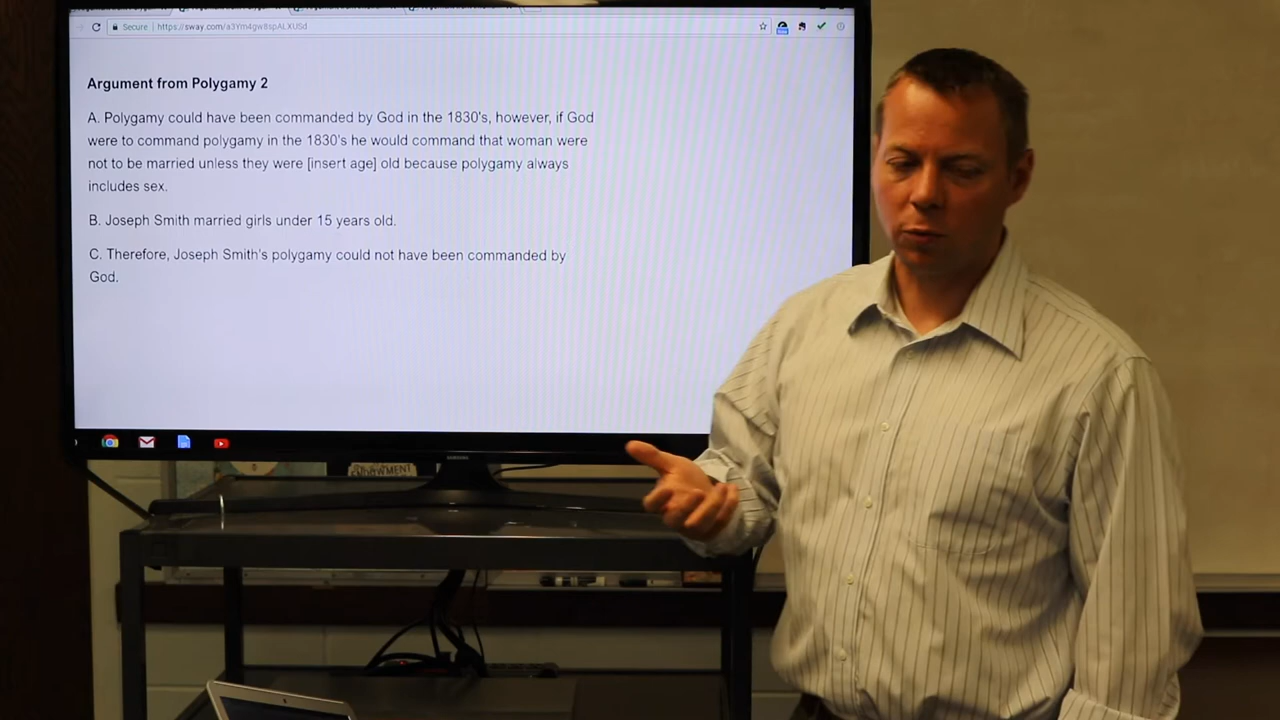 Secure https://sway.com/a3Ym4gw8spALXUSd
Argument from Polygamy 2
A. Polygamy could have been commanded by God in the 1830's, however, if God
were to command polygamy in the 1830's he would command that woman were
not to be married unless they were [insert age] old because polygamy always
includes sex.
B. Joseph Smith married girls under 15 years old.
C. Therefore, Joseph Smith's polygamy could not have been commanded by
God.
SAMSUNG
ENDOWMENT